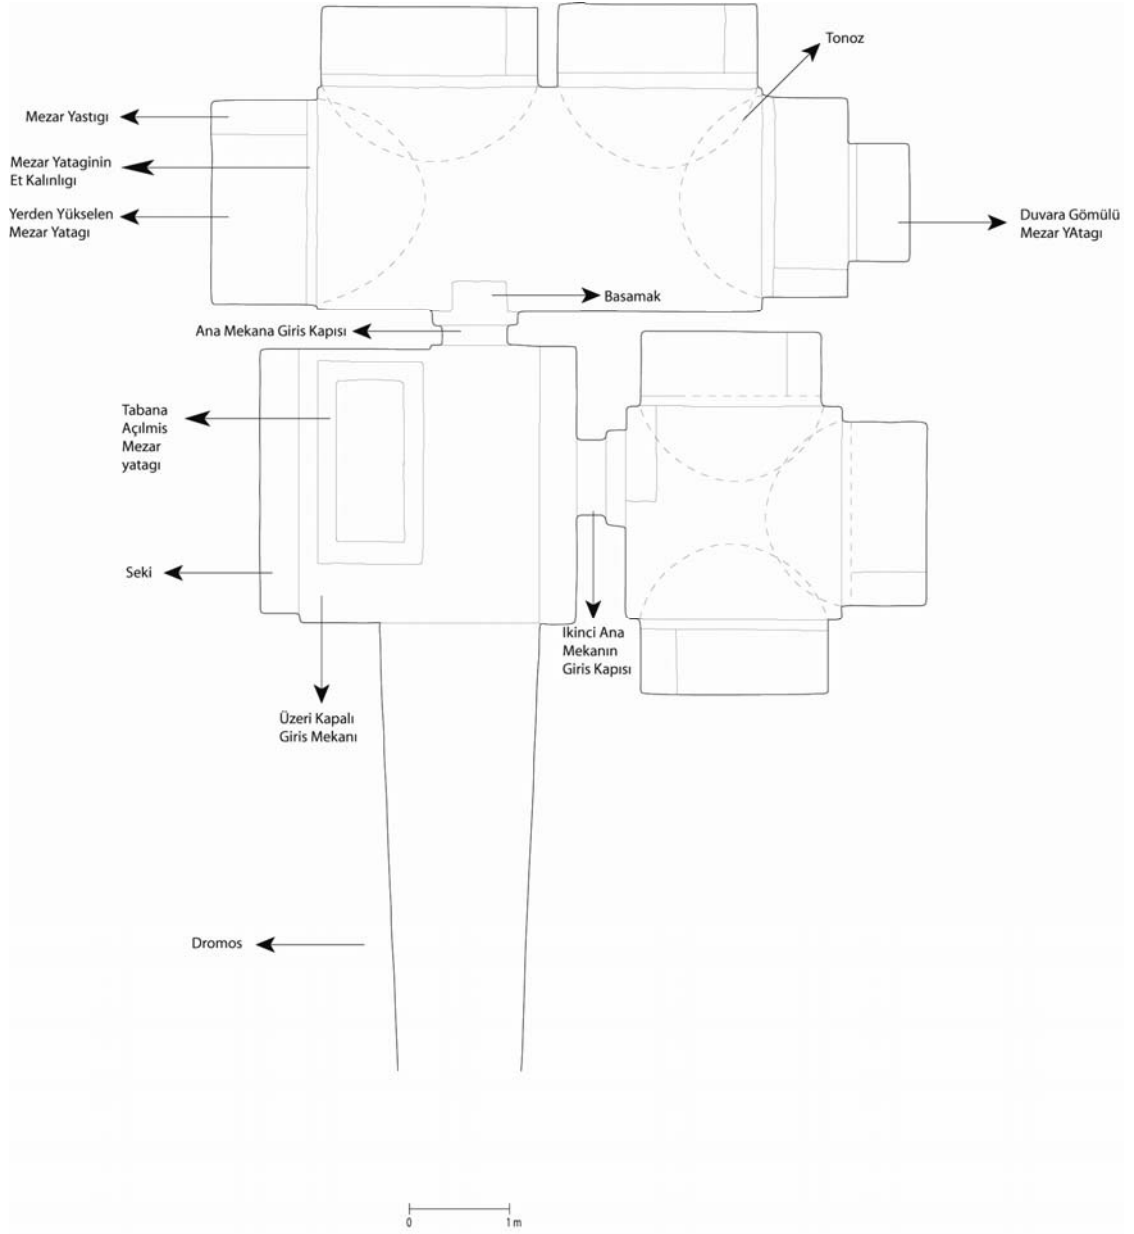 Tonoz
Mezar Yastıgı
Mezar Yataginin
Et Kalınlıgı
Yerden Yükselen
Mezar Yatagı
Duvara Gömülü
Mezar YAtagı
Basamak
Ana Mekana Giris Kapısı
Tabana
Açılmis
Mezar
yatagı
Seki
Ikinci Ana
Mekanın
Giris Kapısı
Üzeri Kapalı
Giris Mekanı
Dromos
0 1 m